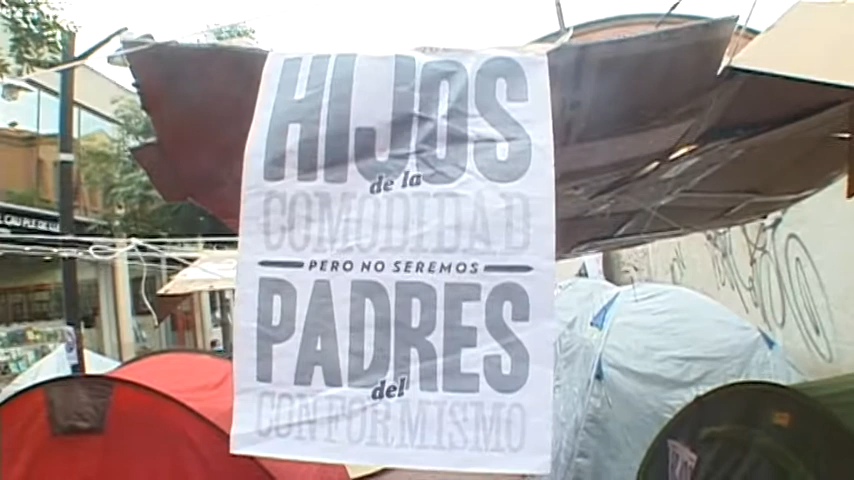 HIJOS
de la
COMODIDAD
PERO NO SEREMOS
PADRES
del
CONFORMISMO